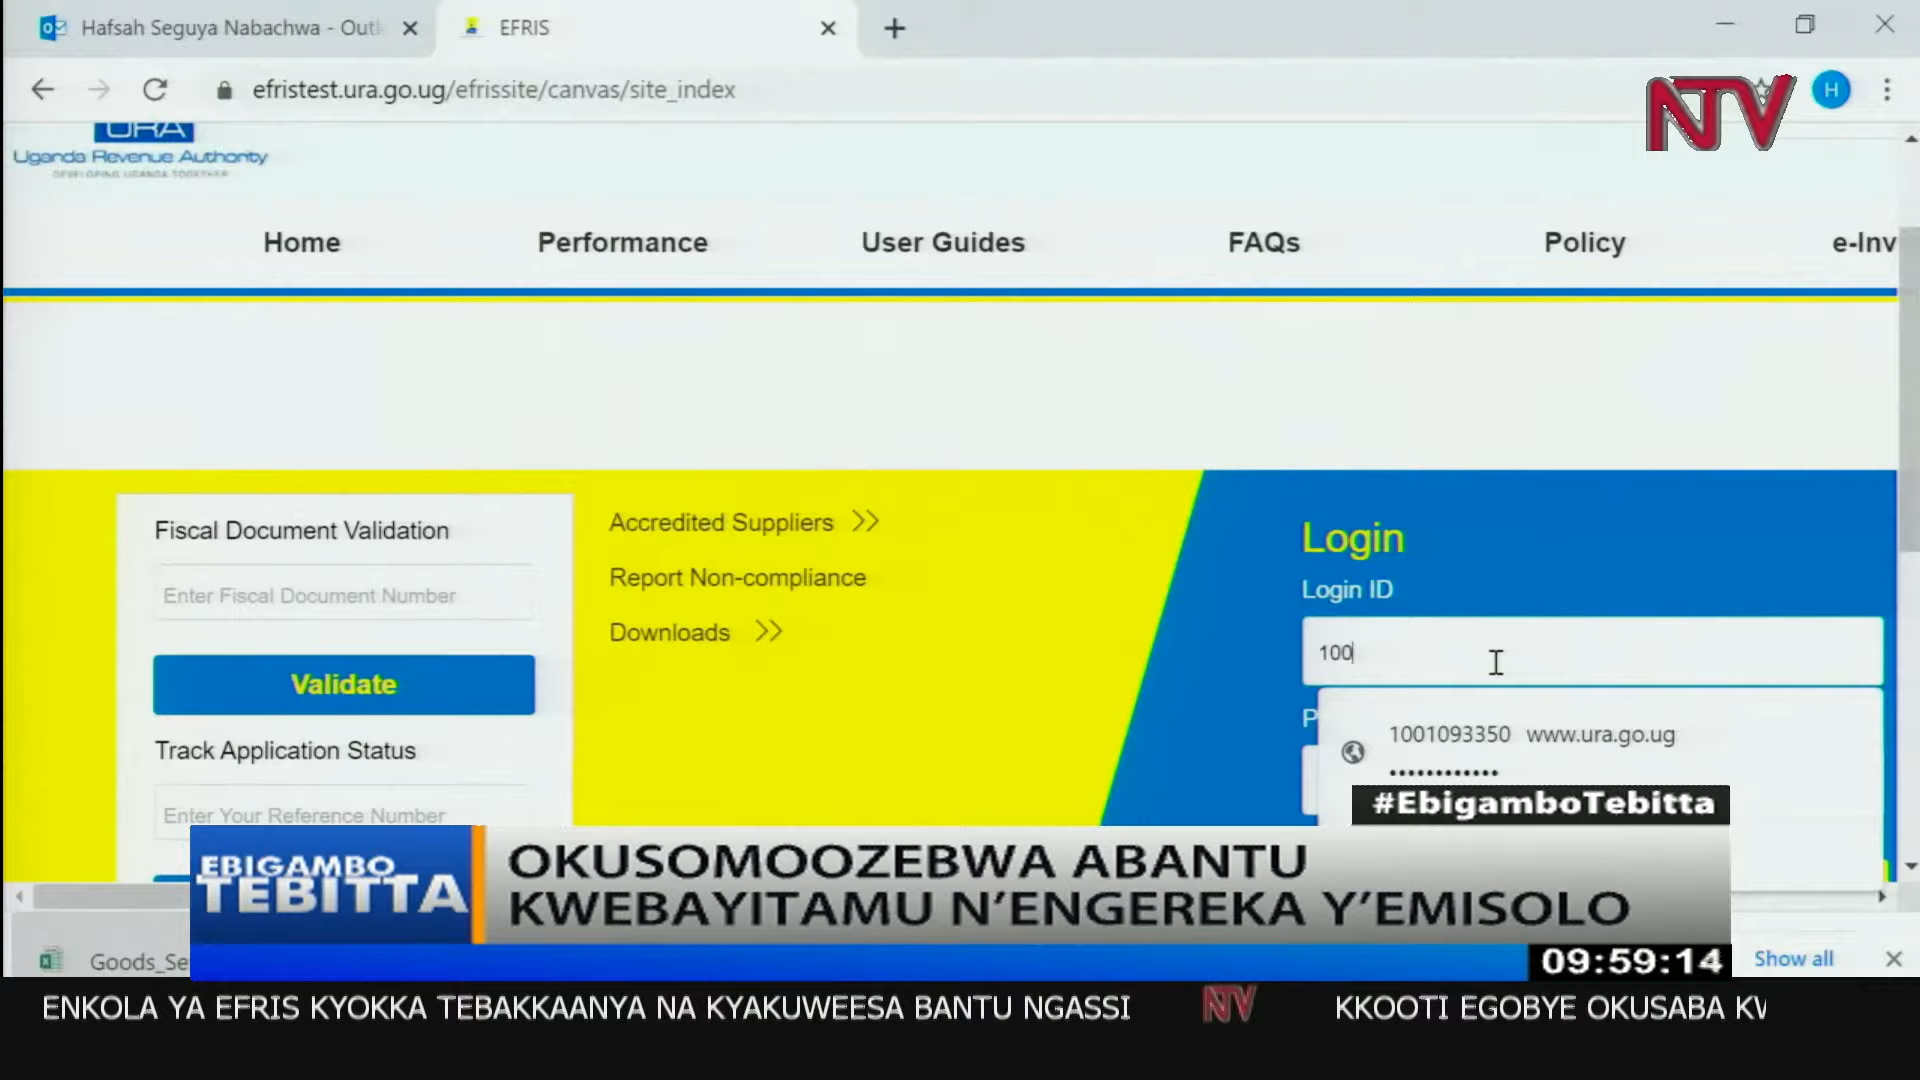 Hafsah Seguya Nabachwa - Outl
EFRIS
efristest.ura.go.ug/efrissite/canvas/site_index
H
NTV
URA
Uganda Revenue Authority
DEVELOPING UGANDA TOGETHER
Home
Performance
User Guides
FAQs
Policy
e-Inv
Fiscal Document Validation
Enter Fiscal Document Number
Validate
Track Application Status
Enter Your Reference Number
Accredited Suppliers
Report Non-compliance
Downloads
Login
Login ID
100
P
1001093350 www.ura.go.ug
#EbigamboTebitta
EBIGAMBO
TEBITTA
OKUSOMOOZEBWA ABANTU
KWEBAYITAMU N'ENGEREKA Y'EMISOLO
09:59:14
Goods_Se
Show all
ENKOLA YA EFRIS KYOKKA TEBAKKAANYA NA KYAKUWEESA BANTU NGASSI
NTV
KKOOTI EGOBYE OKUSABA